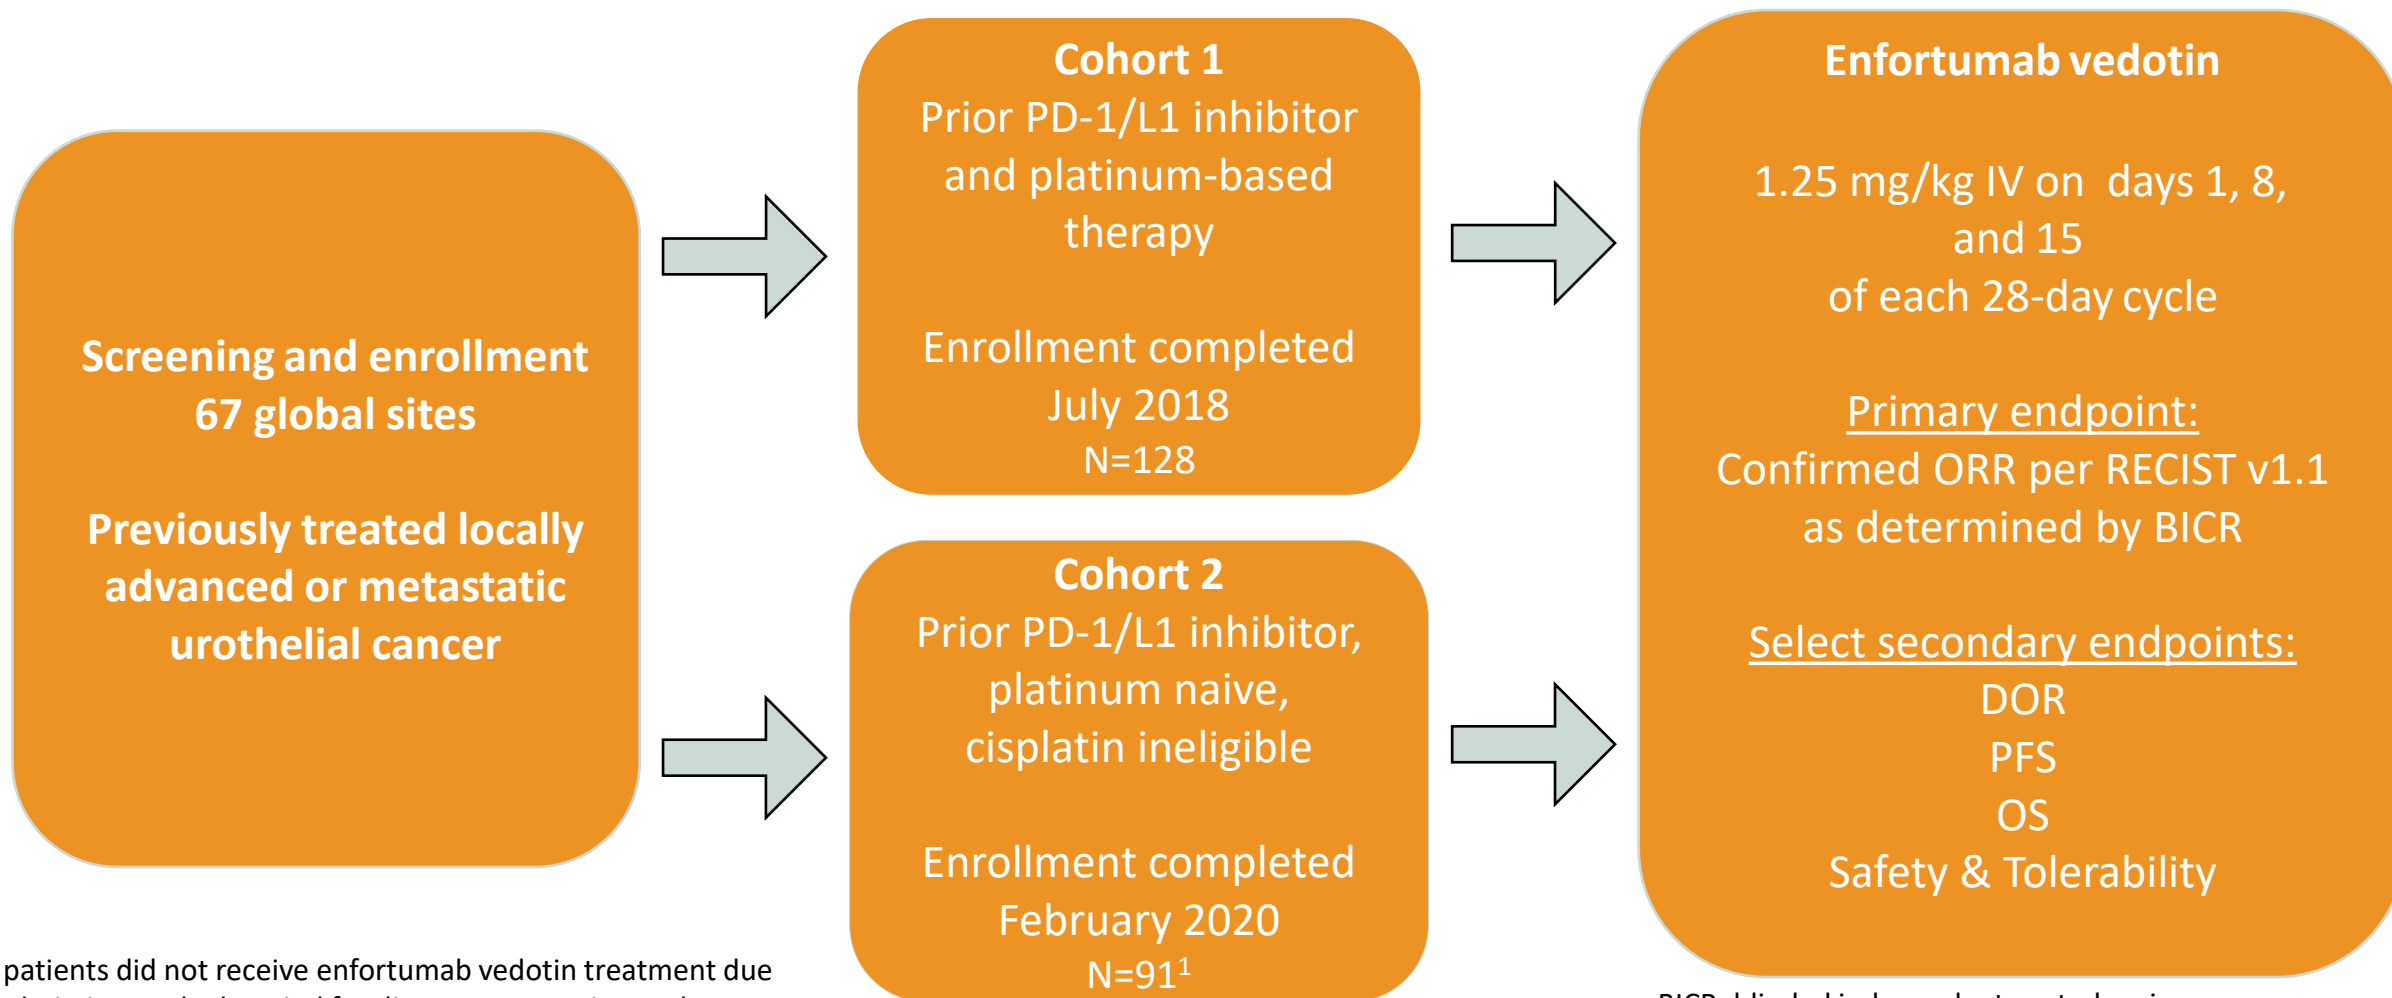 Screening and enrollment
67 global sites
Previously treated locally
advanced or metastatic
urothelial cancer
Cohort 1
Prior PD-1/L1 inhibitor
and platinum-based
therapy
Enrollment completed
July 2018
N=128
Cohort 2
Prior PD-1/L1 inhibitor,
platinum naive,
cisplatin ineligible
Enrollment completed
February 2020
N=91¹
Enfortumab vedotin
1.25 mg/kg IV on days 1, 8,
and 15
of each 28-day cycle
Primary endpoint:
Confirmed ORR per RECIST v1.1
as determined by BICR
Select secondary endpoints:
DOR
PFS
OS
Safety & Tolerability
patients did not receive enfortumab vedotin treatment due